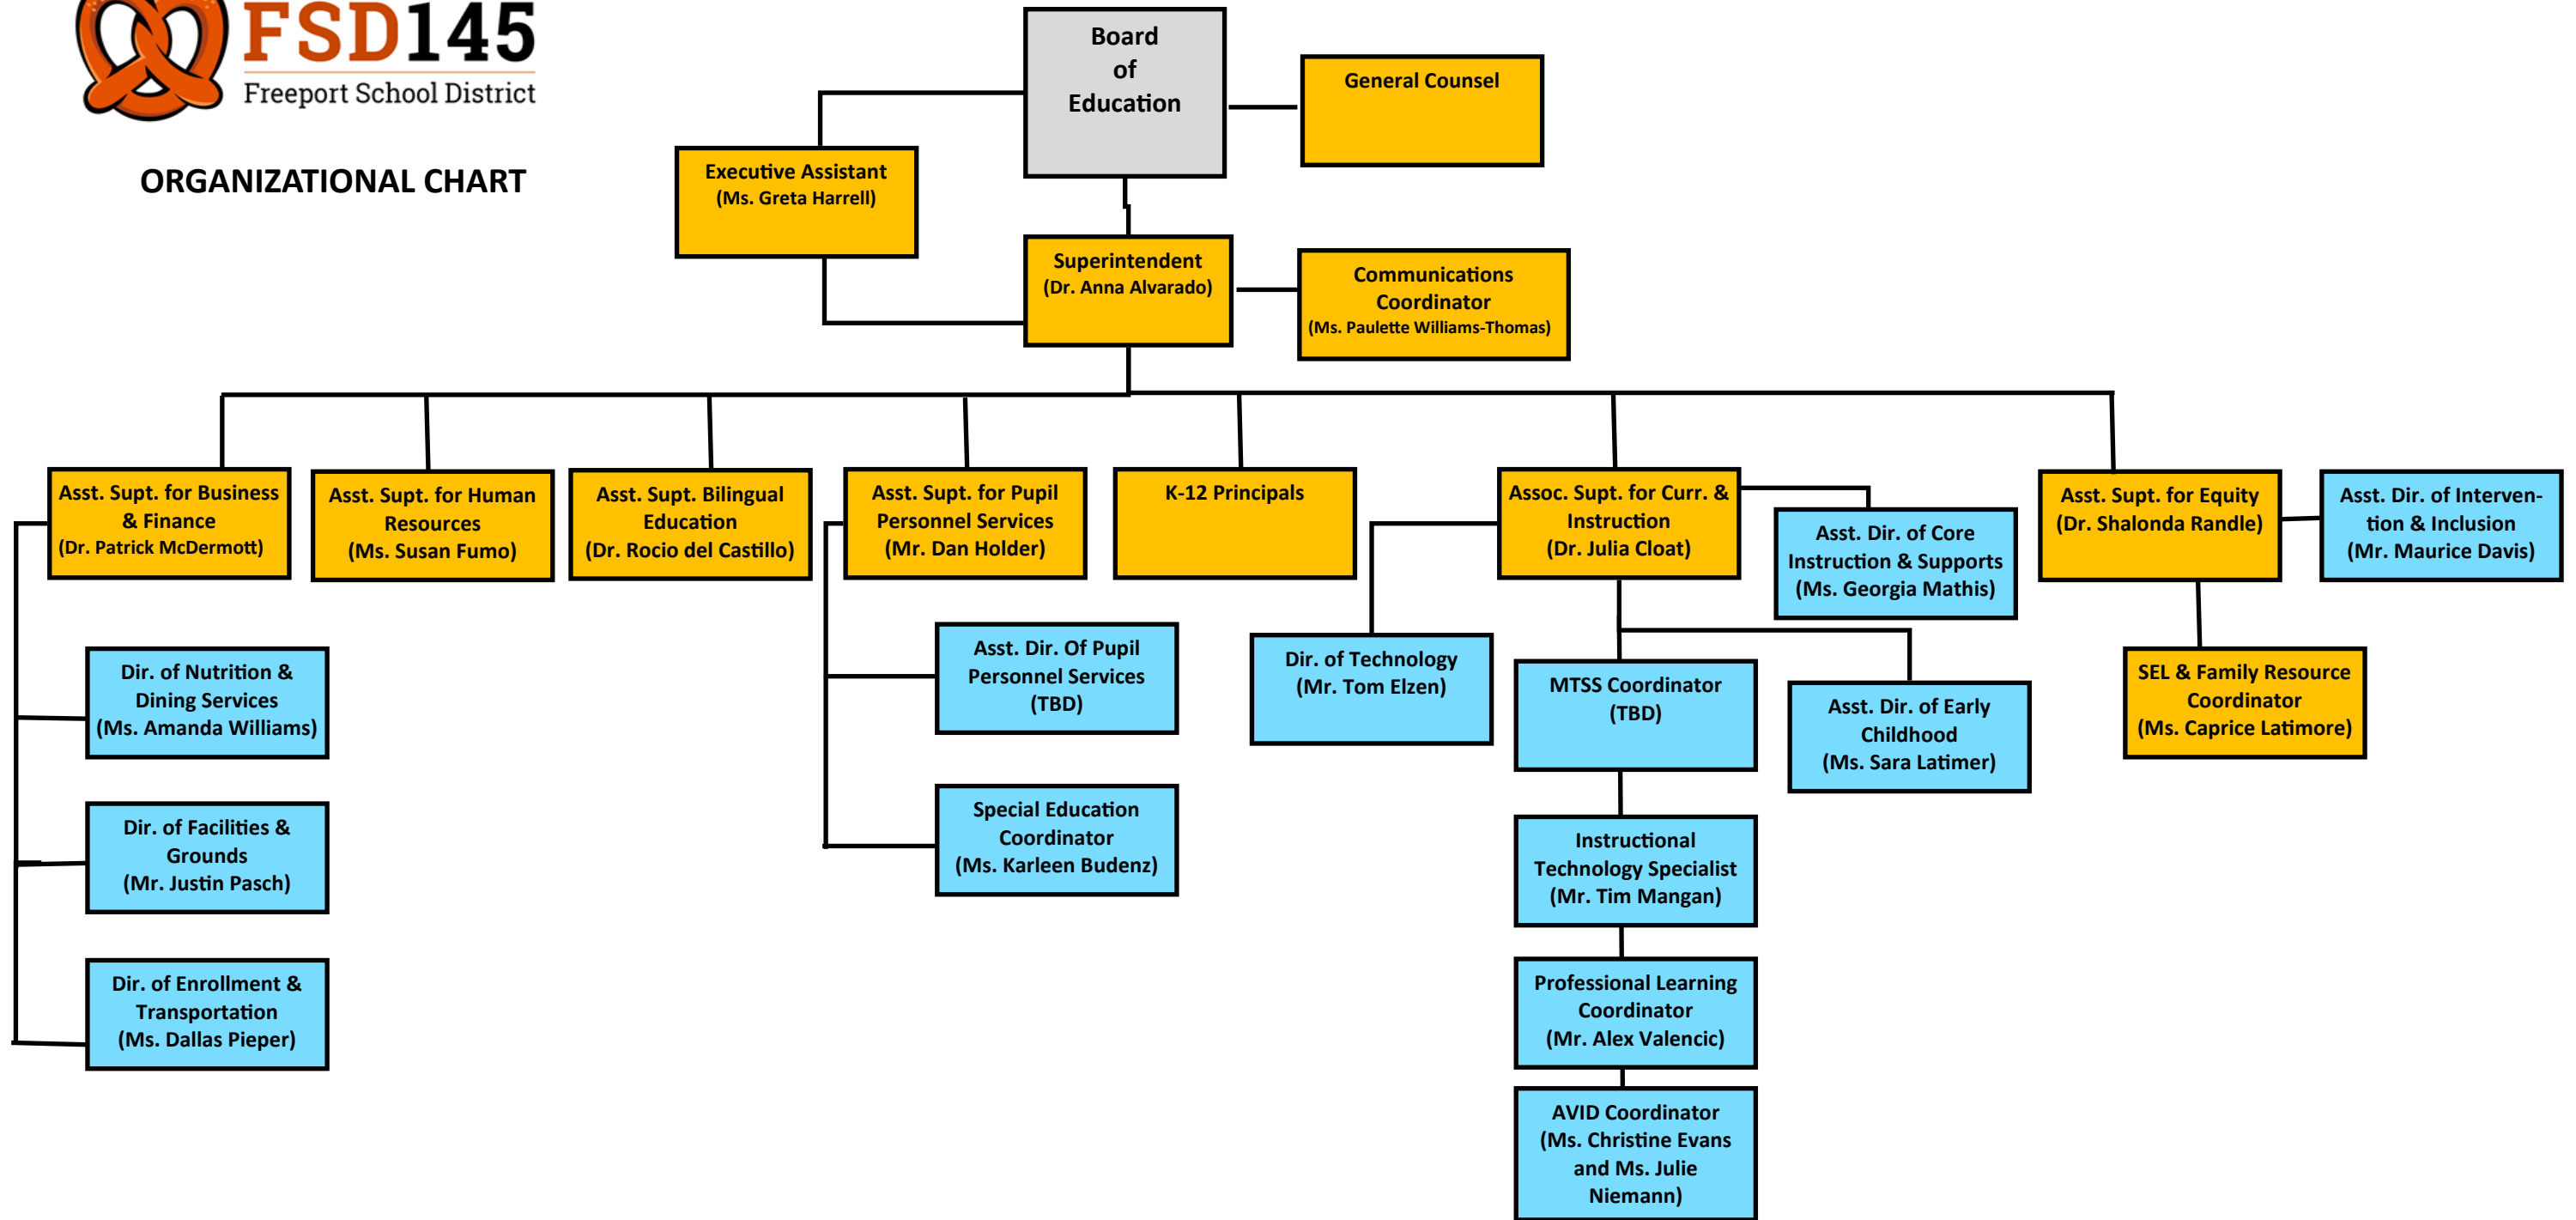 FSD145
Freeport School District
ORGANIZATIONAL CHART
Board
of
Education
General Counsel
Executive Assistant
(Ms. Greta Harrell)
Superintendent
(Dr. Anna Alvarado)
Communications
Coordinator
(Ms. Paulette Williams-Thomas)
Asst. Supt. for Business
& Finance
(Dr. Patrick McDermott)
Asst. Supt. for Human
Resources
(Ms. Susan Fumo)
Asst. Supt. Bilingual
Education
(Dr. Rocio del Castillo)
Asst. Supt. for Pupil
Personnel Services
(Mr. Dan Holder)
K-12 Principals
Assoc. Supt. for Curr. &
Instruction
(Dr. Julia Cloat)
Asst. Dir. of Core
Instruction & Supports
(Ms. Georgia Mathis)
Asst. Supt. for Equity
(Dr. Shalonda Randle)
Asst. Dir. of Interven-
tion & Inclusion
(Mr. Maurice Davis)
Dir. of Nutrition &
Dining Services
(Ms. Amanda Williams)
Dir. of Facilities &
Grounds
(Mr. Justin Pasch)
Dir. of Enrollment &
Transportation
(Ms. Dallas Pieper)
Asst. Dir. Of Pupil
Personnel Services
(TBD)
Special Education
Coordinator
(Ms. Karleen Budenz)
Dir. of Technology
(Mr. Tom Elzen)
MTSS Coordinator
(TBD)
Instructional
Technology Specialist
(Mr. Tim Mangan)
Professional Learning
Coordinator
(Mr. Alex Valencic)
AVID Coordinator
(Ms. Christine Evans
and Ms. Julie
Niemann)
Asst. Dir. of Early
Childhood
(Ms. Sara Latimer)
SEL & Family Resource
Coordinator
(Ms. Caprice Latimore)